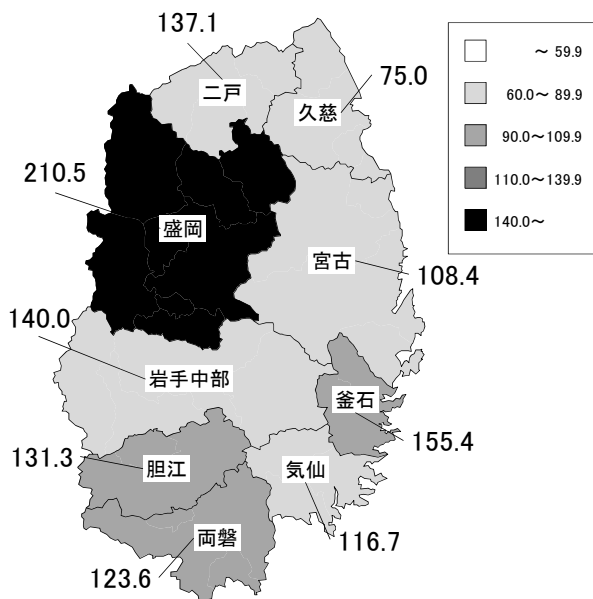 137.1
二戸
久慈
75.0
～ 59.9
60.0～ 89.9
90.0～109.9
110.0～139.9
140.0～
210.5
盛岡
宮古
108.4
140.0
岩手中部
釜石
155.4
131.3
胆江
気仙
116.7
両磐
123.6